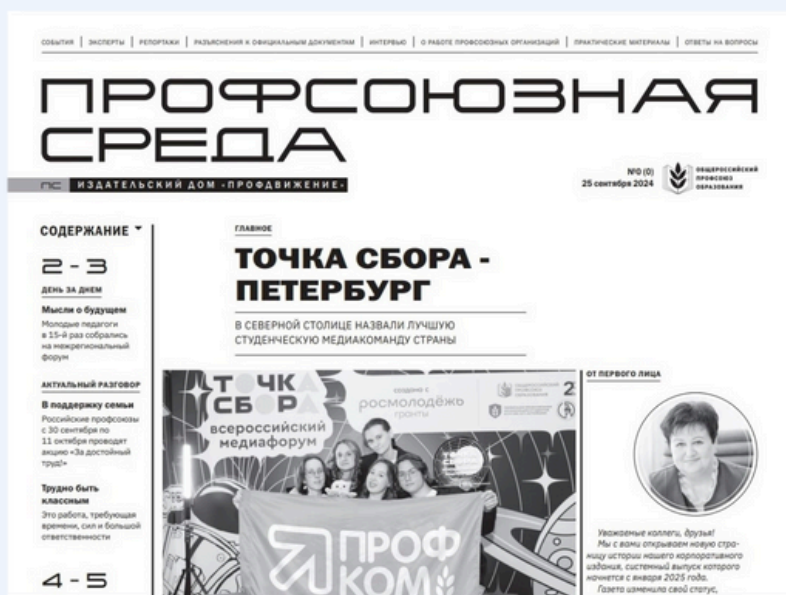 СОБЫТИЯ | ЭКСПЕРТЫ | РЕПОРТАЖИ | РАЗЪЯСНЕНИЯ К ОФИЦИАЛЬНЫМ ДОКУМЕНТАМ | ИНТЕРВЬЮ | О РАБОТЕ ПРОФСОЮЗНЫХ ОРГАНИЗАЦИЙ | ПРАКТИЧЕСКИЕ МАТЕРИАЛЫ | ОТВЕТЫ НА ВОПРОСЫ
ПРОФСОЮЗНАЯ
СРЕДА
ПС ИЗДАТЕЛЬСКИЙ ДОМ «ПРОФДВИЖЕНИЕ»
№0 (0)
25 сентября 2024
ОБЩЕРОССИЙСКИЙ
ПРОФСОЮЗ
ОБРАЗОВАНИЯ
СОДЕРЖАНИЕ
2-3
ДЕНЬ ЗА ДНЕМ
Мысли о будущем
Молодые педагоги
в 15-й раз собрались
на межрегиональный
форум
АКТУАЛЬНЫЙ РАЗГОВОР
В поддержку семьи
Российские профсоюзы
с 30 сентября по
11 октября проводят
акцию «За достойный
труд!»
Трудно быть
классным
Это работа, требующая
времени, сил и большой
ответственности
4-5
ГЛАВНОЕ
ТОЧКА СБОРА -
ПЕТЕРБУРГ
В СЕВЕРНОЙ СТОЛИЦЕ НАЗВАЛИ ЛУЧШУЮ
СТУДЕНЧЕСКУЮ МЕДИАКОМАНДУ СТРАНЫ
ТОЧКА
СБОРА
всероссийский
медиафорум
создано с
росмолодёжь
гранты
ПРОФ
КОМ
ОТ ПЕРВОГО ЛИЦА
Уважаемые коллеги, друзья!
Мы с вами открываем новую стра-
ницу истории нашего корпоративного
издания, системный выпуск которого
начнется с января 2025 года.
Газета изменила свой статус,